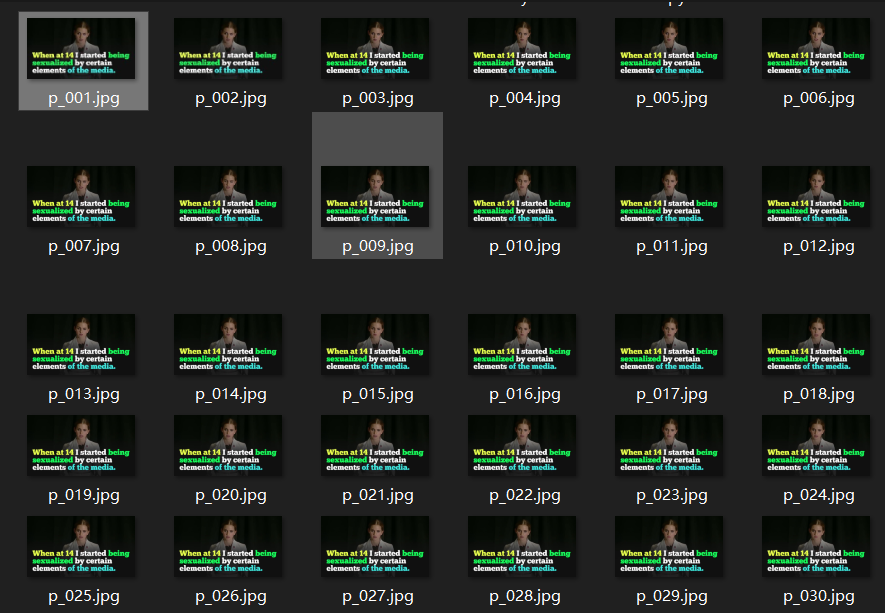 When at 14 I started being
sexualized by certain
elements of the media.
p_001.jpg
When at 14 I started being
sexualized by certain
elements of the media.
p_002.jpg
When at 14 I started being
sexualized by certain
elements of the media.
p_003.jpg
When at 14 I started being
sexualized by certain
elements of the media.
p_004.jpg
When at 14 I started being
sexualized by certain
elements of the media.
p_005.jpg
When at 14 I started being
sexualized by certain
elements of the media.
p_006.jpg
When at 14 I started being
sexualized by certain
elements of the media.
p_007.jpg
When at 14 I started being
sexualized by certain
elements of the media.
p_008.jpg
When at 14 I started being
sexualized by certain
elements of the media.
p_009.jpg
When at 14 I started being
sexualized by certain
elements of the media.
p_010.jpg
When at 14 I started being
sexualized by certain
elements of the media.
p_011.jpg
When at 14 I started being
sexualized by certain
elements of the media.
p_012.jpg
When at 14 I started being
sexualized by certain
elements of the media.
p_013.jpg
When at 14 I started being
sexualized by certain
elements of the media.
p_014.jpg
When at 14 I started being
sexualized by certain
elements of the media.
p_015.jpg
When at 14 I started being
sexualized by certain
elements of the media.
p_016.jpg
When at 14 I started being
sexualized by certain
elements of the media.
p_017.jpg
When at 14 I started being
sexualized by certain
elements of the media.
p_018.jpg
When at 14 I started being
sexualized by certain
elements of the media.
p_019.jpg
When at 14 I started being
sexualized by certain
elements of the media.
p_020.jpg
When at 14 I started being
sexualized by certain
elements of the media.
p_021.jpg
When at 14 I started being
sexualized by certain
elements of the media.
p_022.jpg
When at 14 I started being
sexualized by certain
elements of the media.
p_023.jpg
When at 14 I started being
sexualized by certain
elements of the media.
p_024.jpg
When at 14 I started being
sexualized by certain
elements of the media.
p_025.jpg
When at 14 I started being
sexualized by certain
elements of the media.
p_026.jpg
When at 14 I started being
sexualized by certain
elements of the media.
p_027.jpg
When at 14 I started being
sexualized by certain
elements of the media.
p_028.jpg
When at 14 I started being
sexualized by certain
elements of the media.
p_029.jpg
When at 14 I started being
sexualized by certain
elements of the media.
p_030.jpg